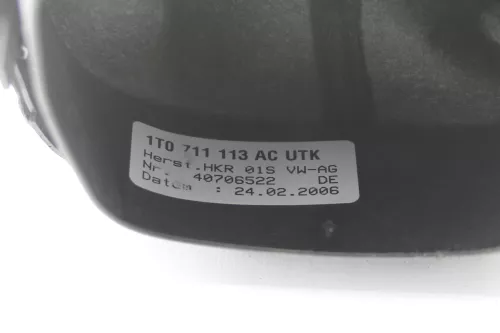 1T0 711 113 AC UTK
Herst.HKR 01S VW-AG
Nr. 40706522 DE
Datum : 24.02.2006